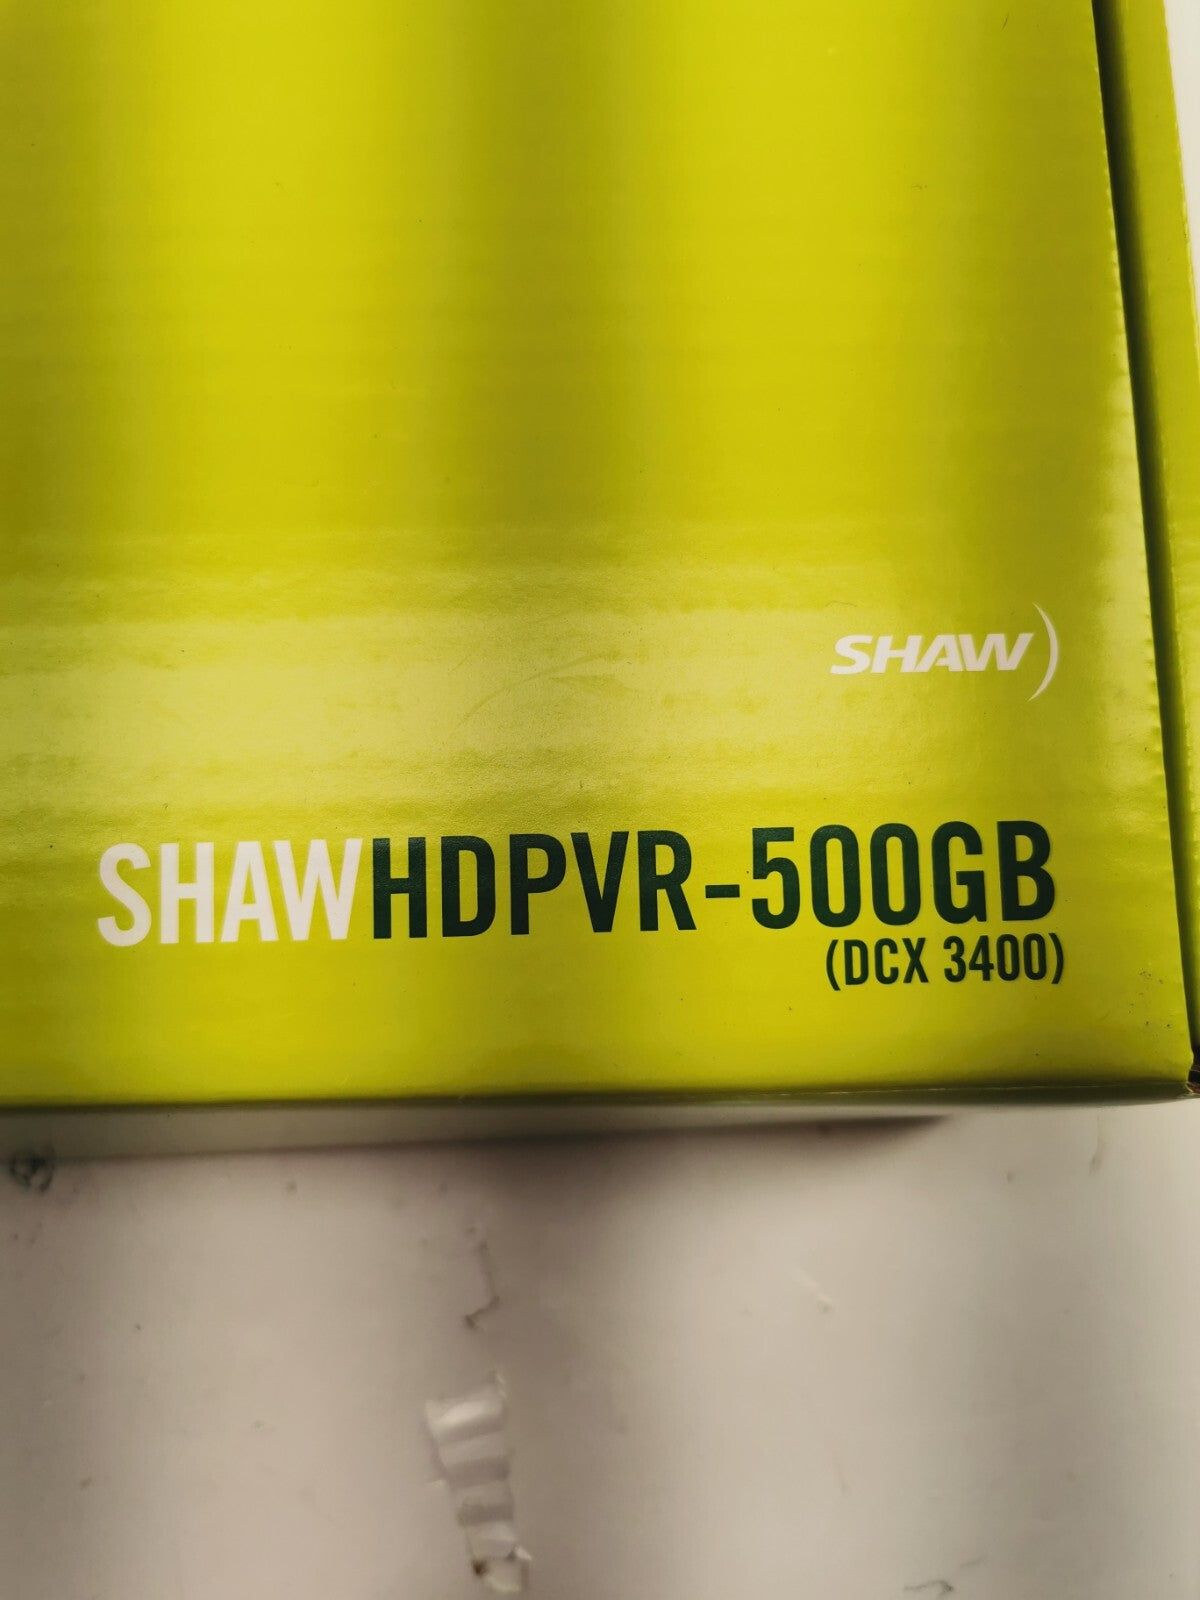 SHAW)
SHAWHDPVR-500GB
(DCX 3400)